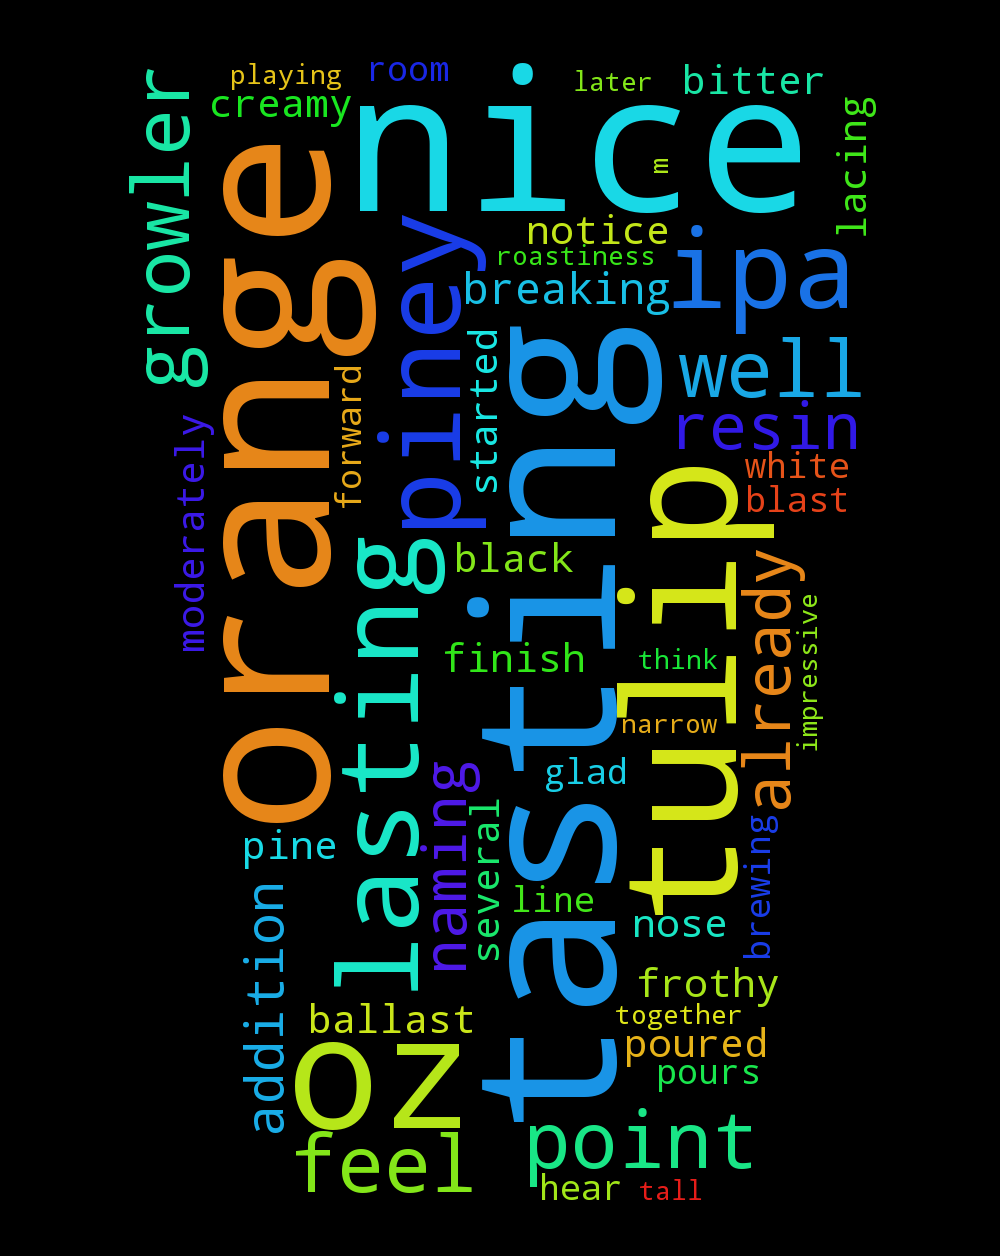 playing
room
later
bitter
creamy
nice
growler
lacing
m
orange
piney
notice
roastiness
breaking
ipa
started
well
forward
resin
white
blast
moderately
tasting
tulip
lasting
black
already
impressive
finish
think
narrow
naming
glad
several
pine
brewing
line
nose
addition
frothy
ballast
together
poured
oz
pours
point
feel
hear
tall